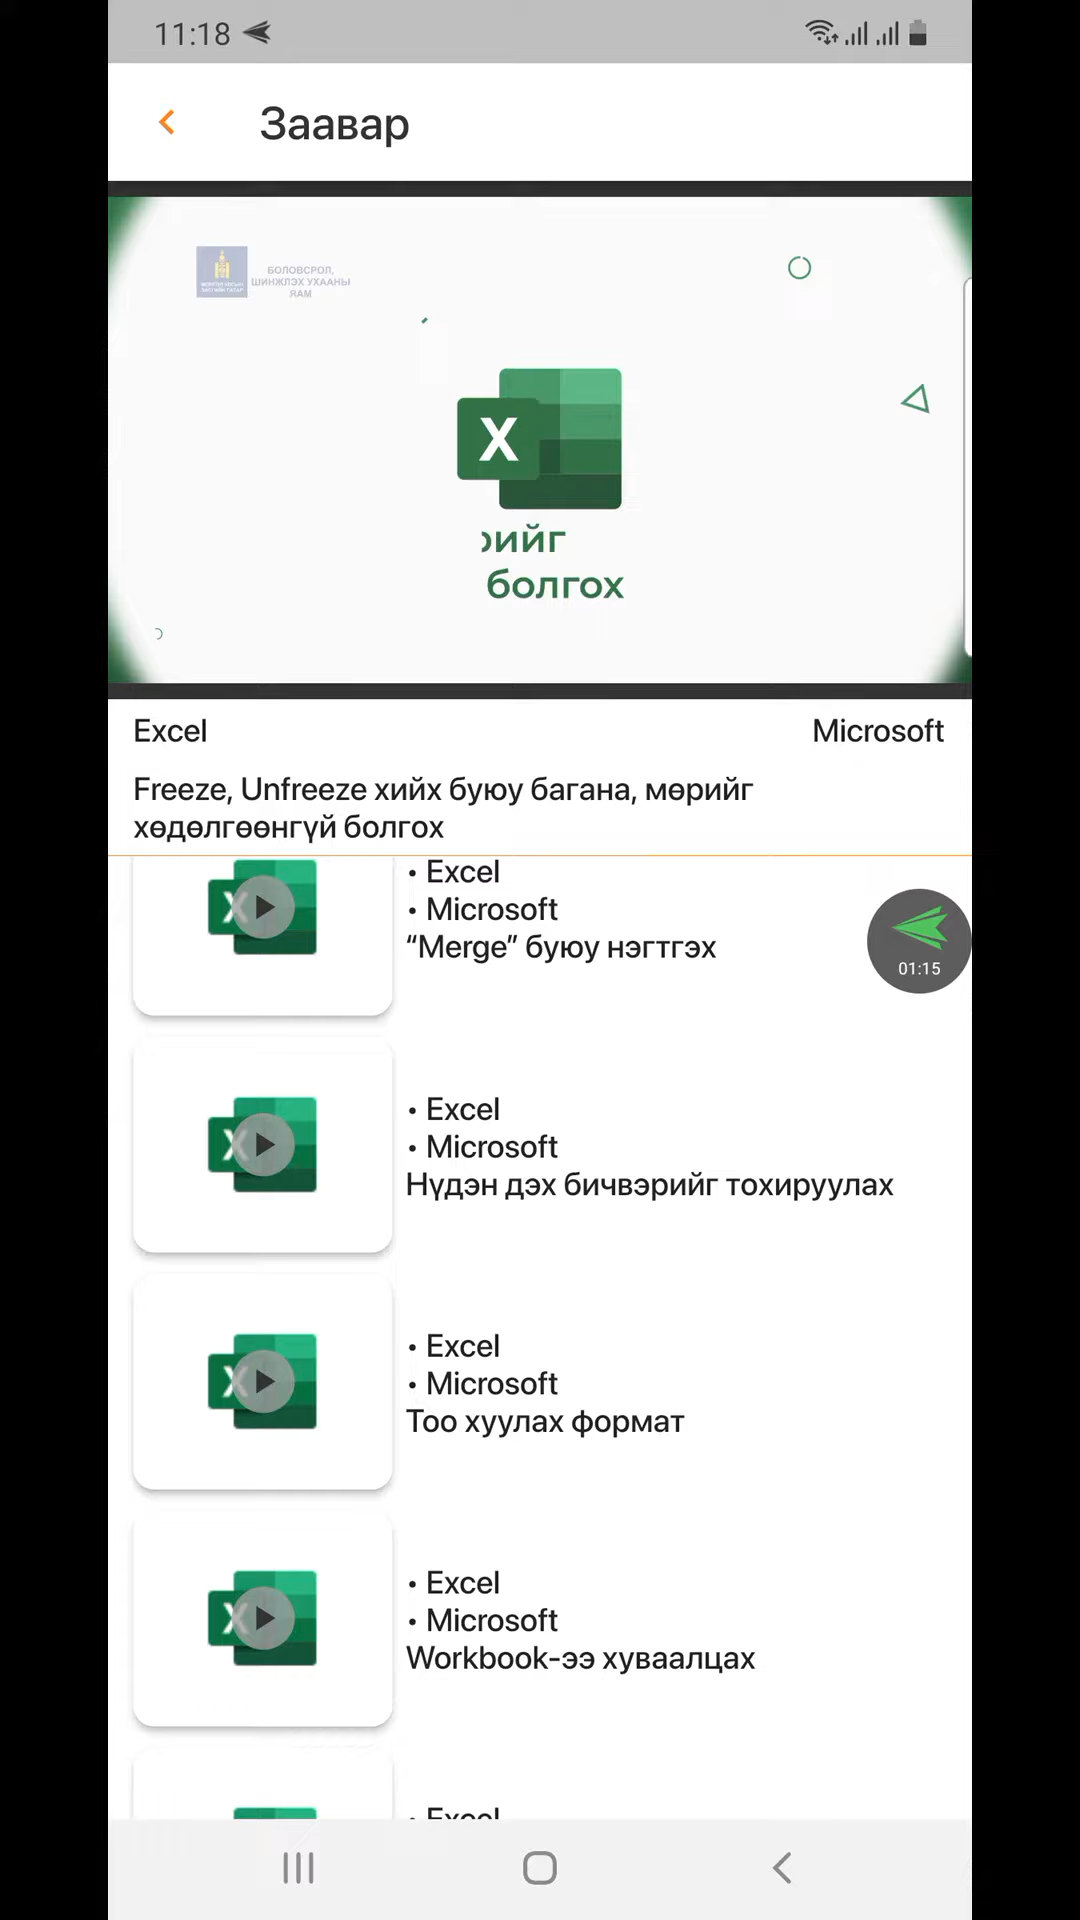 11:18
Заавар
БОЛОВСРОЛ,
ШИНЖЛЭХ УХААНЫ
ЯАМ
X
рийг
болгох
Excel
Microsoft
Freeze, Unfreeze хийх буюу багана, мөрийг
хөдөлгөөнгүй болгох
• Excel
• Microsoft
“Merge” буюу нэгтгэх
01:15
• Excel
• Microsoft
Нүдэн дэх бичвэрийг тохируулах
• Excel
• Microsoft
Тоо хуулах формат
• Excel
• Microsoft
Workbook-ээ хуваалцах
• Excel